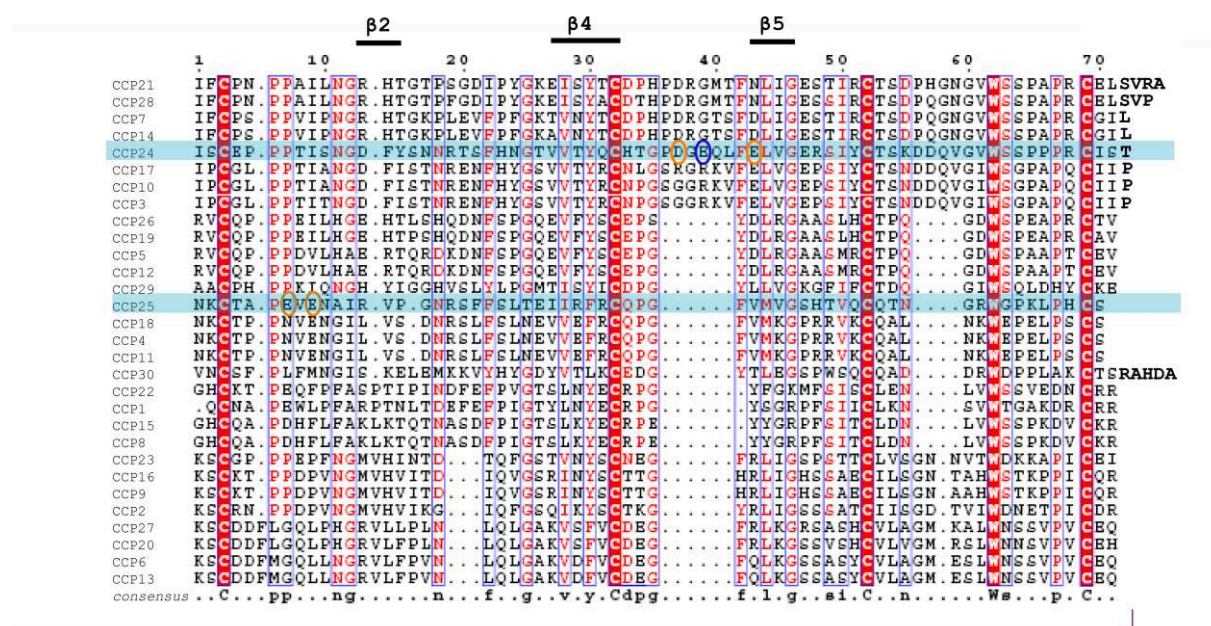 β2 β4 β5
1 10 20 30 40 50 60 70
CCP21 IFCPN.PPAILNGR.HTGTPSGDIPYGKEISYTCDPHPDRGMTFNLIGESTIRCTSDPHGNGVWSSPAPRCELSVRA
CCP28 IFCPN.PPAILNGR.HTGTPFGDIPYGKEISYACDTHPDRGMTFNLIGESTIRCTSDPQGNGVWSSPAPRCELSVP
CCP7 IFCPS.PPVIPNGR.HTGKPLEVFPFGKTVNYTCDTHPDRGTSFDLIGESTIRCTSDPQGNGVWSSPAPRCGILL
CCP14 IFCPS.PPVIPNGR.HTGKPLEVFPFGKAVNYTCDPHPDRGTSFDLIGESTIRCTSDPQGNGVWSSPAPRCGILL
CCP24 ISCEP.PPTISNGD.FYSNNRTSFHNGTVVTYQCHTGPDGEQLFELVGERSIYCTSKDDQVGVWSSPPPRCIST
CCP17 IPCGL.PPTIANGD.FISTNRENFHYGSVVTYRCNLGSRGRKVFELVGEPSIYCTSNDDQVGIWSGPAPQCIIP
CCP10 IPCGL.PPTIANGD.FISTNRENFHYGSVVTYRCNPGSGGRKVFELVGEPSIYCTSNDDQVGIWSGPAPQCIIP
CCP3 IPCGL.PPTITNGD.FISTNRENFHYGSVVTYRCNPGSGGRKVFELVGEPSIYCTSNDDQVGIWSGPAPQCIIP
CCP26 RVCQP.PPEILHGE.HTLSHQDNFSPGQEVFYSCEPS......YDLRGAASLHCTPQ....GDWSPEAPRCTV
CCP19 RVCQP.PPEILHGE.HTPSHQDNFSPGQEVFYSCEPG......YDLRGAASLHCTPQ....GDWSPEAPRCAV
CCP5 RVCQP.PPDVLHAE.RTQRDKDNFSPGQEVFYSCEPG......YDLRGAASMRCTPQ....GDWSPAAPTCEV
CCP12 RVCQP.PPDVLHAE.RTQRDKDNFSPGQEVFYSCEPG......YDLRGAASMRCTPQ....GDWSPAAPTCEV
CCP29 AACPH.PPKIQNGH.YIGGHVSLYLPGMTISYICDPG......YLLVGKGFIFCTDQ....GIWSQLDHYCKE
CCP25 NKCTA.PEVENAIR.VP.GNRSFFSLTEIIRFRCQPG......FVMVGSHTVQCQTN....GRWGPKLPHCS
CCP18 NKCTP.PNVENGIL.VS.DNRSLFSLNEVVEFRCQPG......FVMKGPRRVKCQAL....NKWEPELPSCS
CCP4 NKCTP.PNVENGIL.VS.DNRSLFSLNEVVEFRCQPG......FVMKGPRRVKCQAL....NKWEPELPSCS
CCP11 NKCTP.PNVENGIL.VS.DNRSLFSLNEVVEFRCQPG......FVMKGPRRVKCQAL....NKWEPELPSCS
CCP30 VNCSF.PLFMNGIS.KELEMKKVYHYGDYVTLKCEDG......YTLEGSPWSQCQAHD....DRWDPPLAKCTSRAHDA
CCP22 GHCKT.PEQFPFASPTIPINDFEFPVGTSLNYECRPG......YFGKMFSISCLEN.....LVWSSVEDNCRR
CCP1 .QCNA.PEWLPFARPTNLTDEFEFPIGTYLNYECRPG......YSGRPFSIICLKN.....SVWTGAKDRCRR
CCP15 GHCQA.PDHFLFAKLKTQTNASDFPIGTSLKYECRPE......YYGRPFSITCLDN.....LVWSSPKDVCKR
CCP8 GHCQA.PDHFLFAKLKTQTNASDFPIGTSLKYECRPE......YYGRPFSITCLDN.....LVWSSPKDVCKR
CCP23 KSCGP.PPEPFNGMVHINTD...TQFGSTVNYSCNEG......FRLIGSPSTTCLVSGN.NVTWDKKAPICEI
CCP16 KSCKT.PPDPVNGMVHVITD...IQVGSRINYSCTTG......HRLIGHSSAECILSGN.TAHWSTKPPICQR
CCP9 KSCKT.PPDPVNGMVHVITD...IQVGSRINYSCTTG......HRLIGHSSAECILSGN.AAHWSTKPPICQR
CCP2 KSCRN.PPDPVNGMVHVIKG...IQFGSQIKYSCTKG......YRLIGSSSATCIISGD.TVIWDNETPICDR
CCP27 KSCDDFLGQLPHGRVLLPLN...LQLGAKVSFVCDEG......FRLKGRSASHCVLAGM.KALWNSSVPVCEQ
CCP20 KSCDDFLGQLPHGRVLFPLN...LQLGAKVSFVCDEG......FRLKGRSVSHCVLVGM.RSLWNNSVPVCEH
CCP6 KSCDDFMGQLLNGRVLFPVN...LQLGAKVDFVCDEG......FQLKGSSASYCVLAGM.ESLWNSSVPVCEQ
CCP13 KSCDDFMGQLLNGRVLFPVN...LQLGAKVDFVCDEG......FQLKGSSASYCVLAGM.ESLWNSSVPVCEQ
consensus ..C...pp..ng......n...f..g..v.y.Cdpg......f.l.g...si.C.n......Ws...p.C..